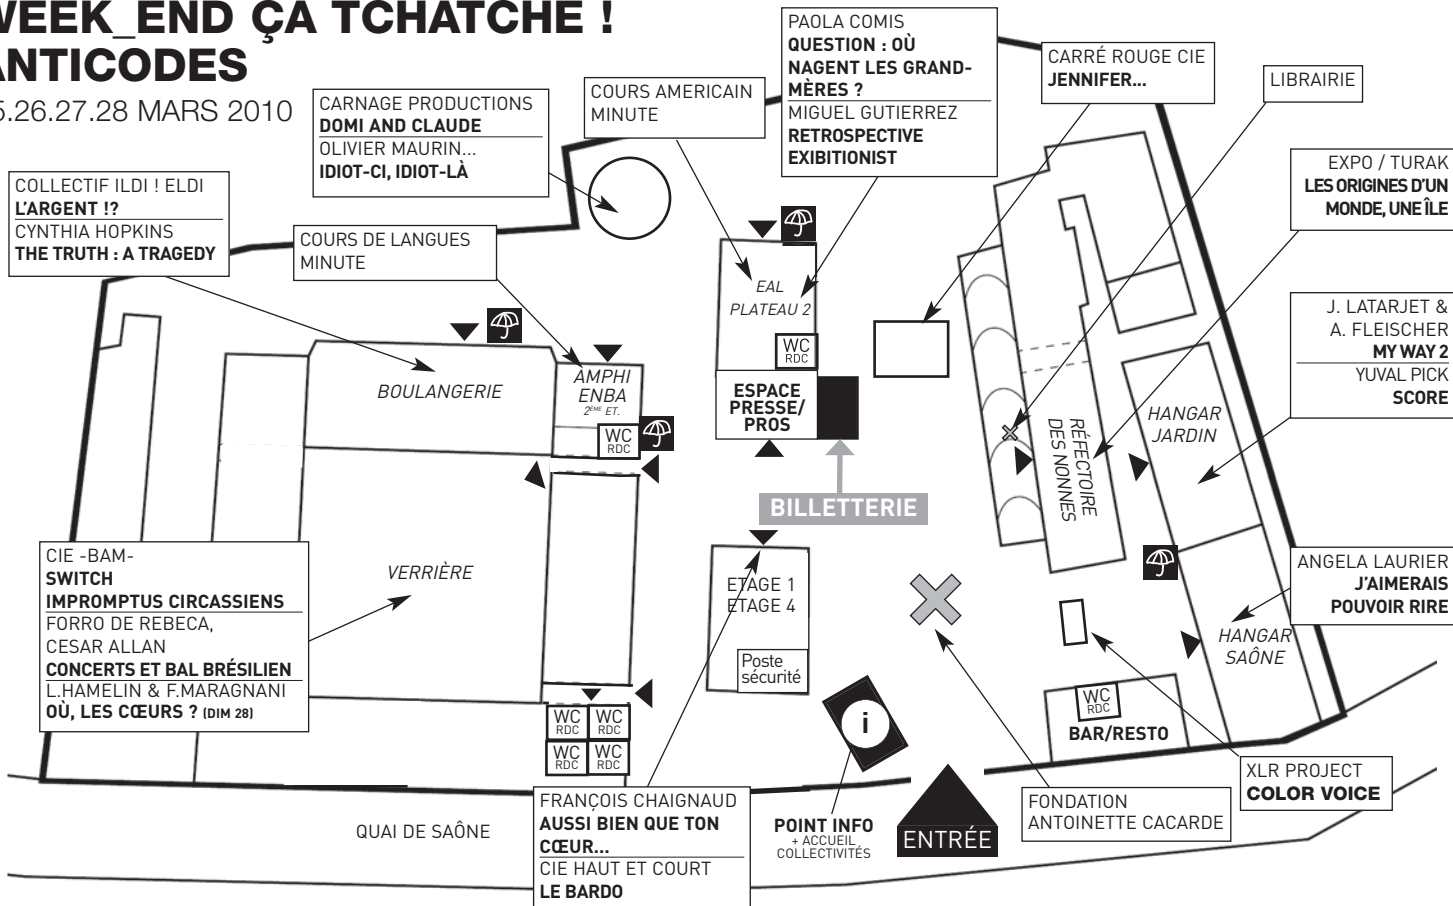 WEEK_END ÇA TCHATCHE !
ANTICODES
5.26.27.28 MARS 2010
PAOLA COMIS
QUESTION : OÙ
NAGENT LES GRAND-
MÈRES ?
MIGUEL GUTIERREZ
RETROSPECTIVE
EXIBITIONIST
CARRÉ ROUGE CIE
JENNIFER...
LIBRAIRIE
COURS AMERICAIN
MINUTE
CARNAGE PRODUCTIONS
DOMI AND CLAUDE
OLIVIER MAURIN...
IDIOT-CI, IDIOT-LÀ
COLLECTIF ILDI ! ELDI
L'ARGENT !?
CYNTHIA HOPKINS
THE TRUTH : A TRAGEDY
COURS DE LANGUES
MINUTE
EXPO / TURAK
LES ORIGINES D'UN
MONDE, UNE ÎLE
J. LATARJET &
A. FLEISCHER
MY WAY 2
YUVAL PICK
SCORE
EAL
PLATEAU 2
WC
RDC
ESPACE
PRESSE/
PROS
BOULANGERIE
AMPHI
ENBA
2ÈME ET.
WC
RDC
HANGAR
JARDIN
RÉFECTOIRE
DES NONNES
BILLETTERIE
CIE -BAM-
SWITCH
IMPROMPTUS CIRCASSIENS
FORRO DE REBECA,
CESAR ALLAN
CONCERTS ET BAL BRÉSILIEN
L.HAMELIN & F.MARAGNANI
OÙ, LES CŒURS ? (DIM 28)
VERRIÈRE
ETAGE 1
ETAGE 4
Poste
sécurité
ANGELA LAURIER
J'AIMERAIS
POUVOIR RIRE
HANGAR
SAÔNE
WC
RDC
WC
RDC
WC
RDC
WC
RDC
i
WC
RDC
BAR/RESTO
XLR PROJECT
COLOR VOICE
FONDATION
ANTOINETTE CACARDE
ENTRÉE
POINT INFO
+ ACCUEIL
COLLECTIVITÉS
FRANÇOIS CHAIGNAUD
AUSSI BIEN QUE TON
CŒUR...
CIE HAUT ET COURT
LE BARDO
QUAI DE SAÔNE